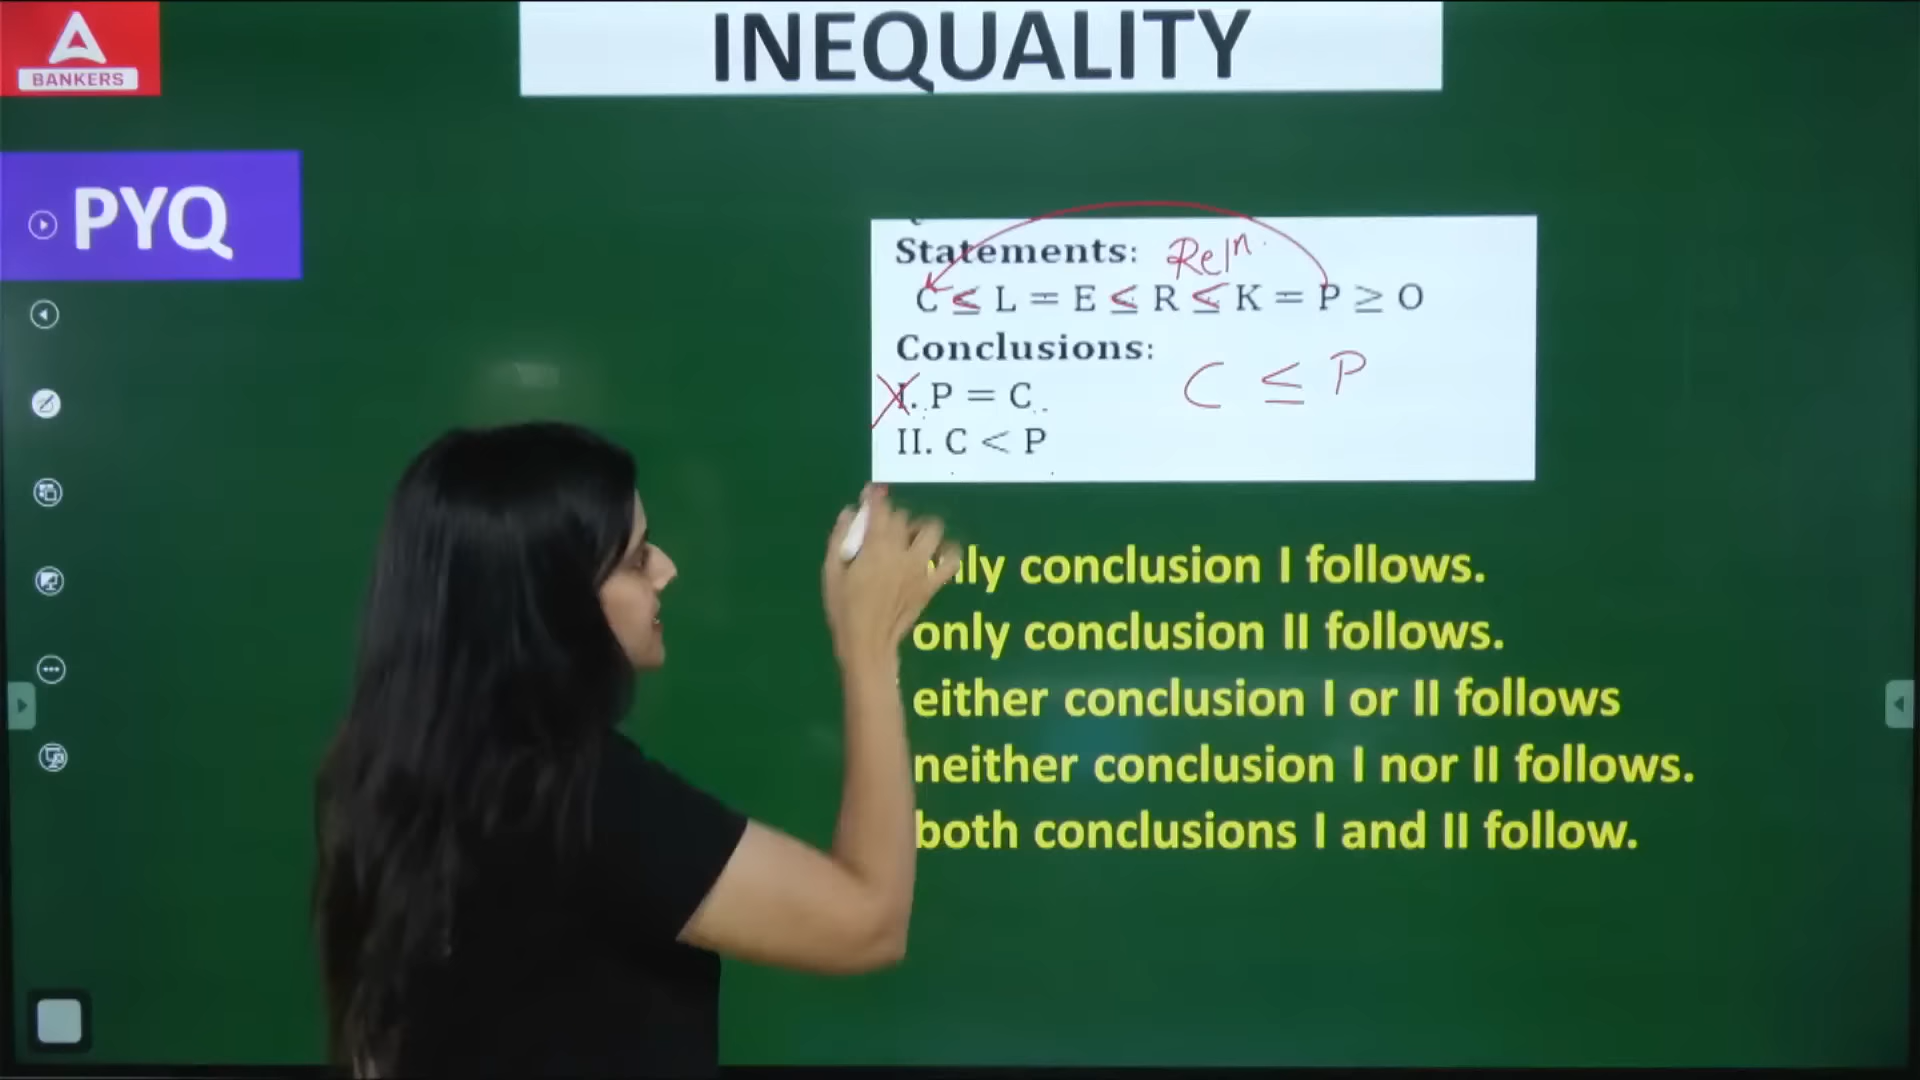 INEQUALITY
BANKERS
PYQ
Statements: Reln.
C ≤ L = E ≤ R ≤ K = P ≥ O
Conclusions:
I. P = C
C ≤ P
II. C < P
conclusion I follows.
only conclusion II follows.
either conclusion I or II follows
neither conclusion I nor II follows.
both conclusions I and II follow.